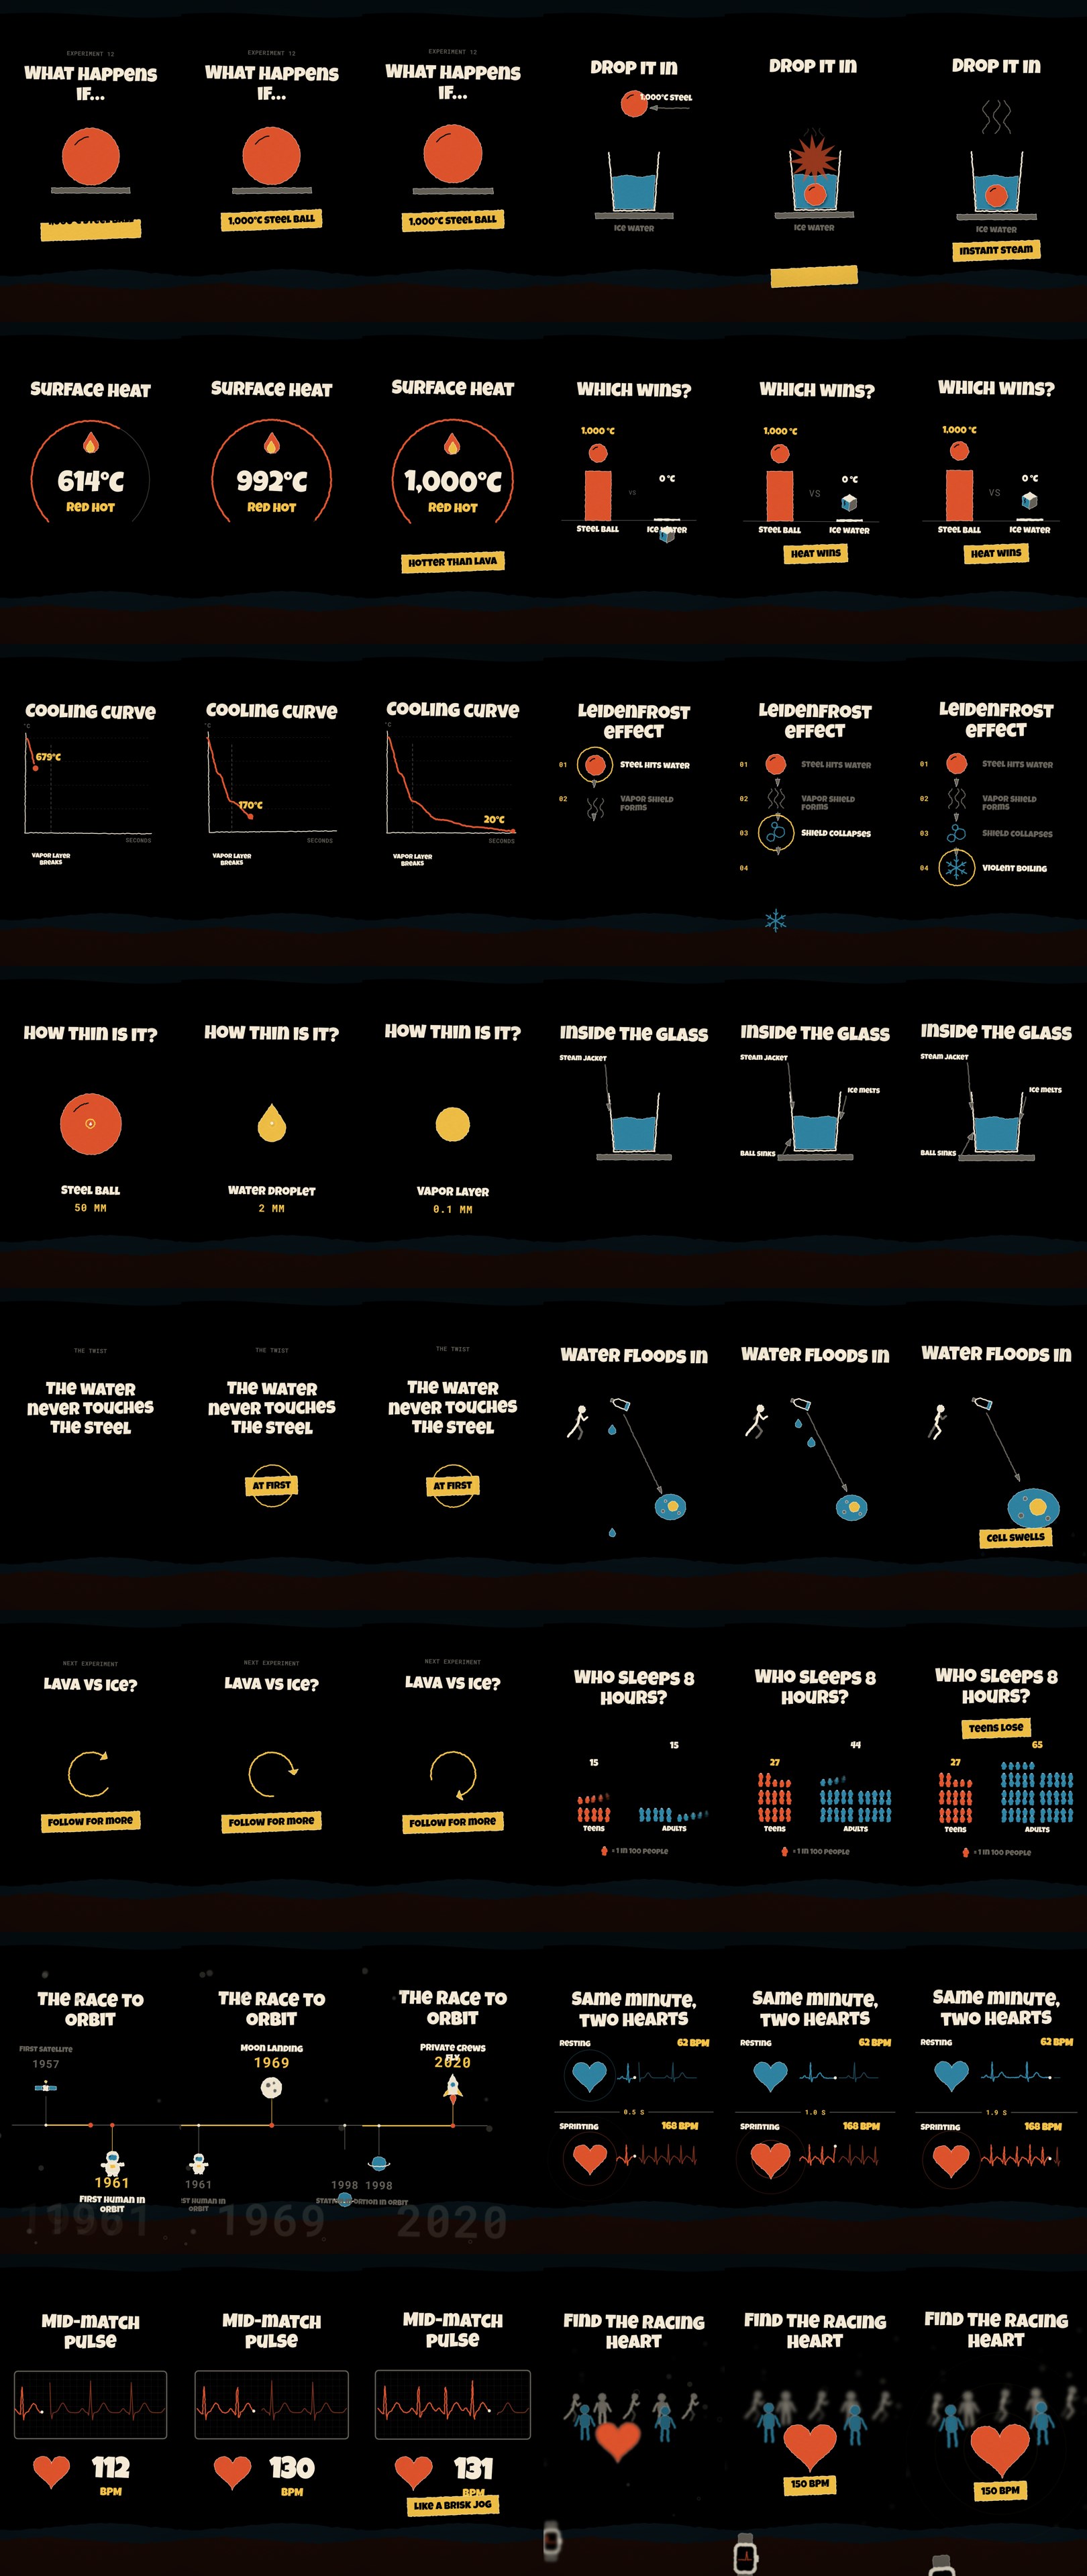 EXPERIMENT 12
WHAT HAPPENS
IF...
EXPERIMENT 12
WHAT HAPPENS
IF...
1,000°C STEEL BALL
EXPERIMENT 12
WHAT HAPPENS
IF...
1,000°C STEEL BALL
DROP IT IN
1,000°C STEEL
ICE WATER
DROP IT IN
ICE WATER
DROP IT IN
ICE WATER
INSTANT STEAM
SURFACE HEAT
614°C
RED HOT
SURFACE HEAT
992°C
RED HOT
SURFACE HEAT
1,000°C
RED HOT
HOTTER THAN LAVA
WHICH WINS?
1,000 °C
0 °C
VS
STEEL BALL
ICE WATER
WHICH WINS?
1,000 °C
0 °C
VS
STEEL BALL
ICE WATER
HEAT WINS
WHICH WINS?
1,000 °C
0 °C
VS
STEEL BALL
ICE WATER
HEAT WINS
COOLING CURVE
°C
679°C
SECONDS
VAPOR LAYER
BREAKS
COOLING CURVE
°C
170°C
SECONDS
VAPOR LAYER
BREAKS
COOLING CURVE
°C
20°C
SECONDS
VAPOR LAYER
BREAKS
LEIDENFROST
EFFECT
01 STEEL HITS WATER
02 VAPOR SHIELD
FORMS
LEIDENFROST
EFFECT
01 STEEL HITS WATER
02 VAPOR SHIELD
FORMS
03 SHIELD COLLAPSES
04
LEIDENFROST
EFFECT
01 STEEL HITS WATER
02 VAPOR SHIELD
FORMS
03 SHIELD COLLAPSES
04 VIOLENT BOILING
HOW THIN IS IT?
STEEL BALL
50 MM
HOW THIN IS IT?
WATER DROPLET
2 MM
HOW THIN IS IT?
VAPOR LAYER
0.1 MM
INSIDE THE GLASS
STEAM JACKET
INSIDE THE GLASS
STEAM JACKET
ICE MELTS
BALL SINKS
INSIDE THE GLASS
STEAM JACKET
ICE MELTS
BALL SINKS
THE TWIST
THE WATER
NEVER TOUCHES
THE STEEL
THE TWIST
THE WATER
NEVER TOUCHES
THE STEEL
AT FIRST
THE TWIST
THE WATER
NEVER TOUCHES
THE STEEL
AT FIRST
WATER FLOODS IN
WATER FLOODS IN
WATER FLOODS IN
CELL SWELLS
NEXT EXPERIMENT
LAVA VS ICE?
FOLLOW FOR MORE
NEXT EXPERIMENT
LAVA VS ICE?
FOLLOW FOR MORE
NEXT EXPERIMENT
LAVA VS ICE?
FOLLOW FOR MORE
WHO SLEEPS 8
HOURS?
15
15
TEENS
ADULTS
= 1 IN 100 PEOPLE
WHO SLEEPS 8
HOURS?
44
27
TEENS
ADULTS
= 1 IN 100 PEOPLE
WHO SLEEPS 8
HOURS?
TEENS LOSE
65
27
TEENS
ADULTS
= 1 IN 100 PEOPLE
THE RACE TO
ORBIT
FIRST SATELLITE
1957
1961
FIRST HUMAN IN
ORBIT
1961
THE RACE TO
ORBIT
MOON LANDING
1969
1961
ST HUMAN IN
ORBIT
1998
1969
THE RACE TO
ORBIT
PRIVATE CREWS
FLY
2020
1998
STATION IN ORBIT
2020
SAME MINUTE,
TWO HEARTS
RESTING 62 BPM
0.5 S
SPRINTING 168 BPM
SAME MINUTE,
TWO HEARTS
RESTING 62 BPM
1.0 S
SPRINTING 168 BPM
SAME MINUTE,
TWO HEARTS
RESTING 62 BPM
1.9 S
SPRINTING 168 BPM
MID-MATCH
PULSE
112
BPM
MID-MATCH
PULSE
130
BPM
MID-MATCH
PULSE
131
BPM
LIKE A BRISK JOG
FIND THE RACING
HEART
FIND THE RACING
HEART
150 BPM
FIND THE RACING
HEART
150 BPM